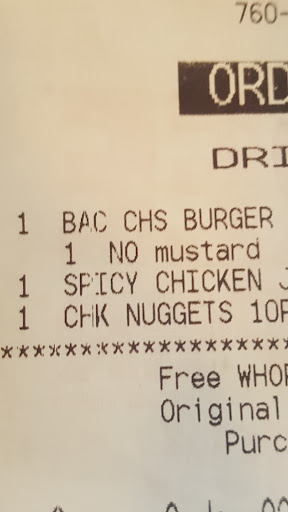 760-
ORD
DRI
1 BAC CHS BURGER
1 NO mustard
1 SPICY CHICKEN J
1 CHK NUGGETS 10P
********************
Free WHOP
Original
Purc